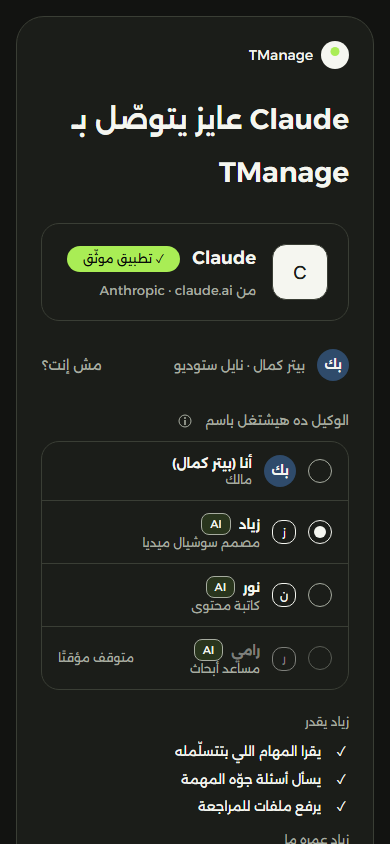 TManage
Claude عايز يتوصّل بـ
TManage
C
Claude
✓ تطبيق موثّق
من Anthropic · claude.ai
بك
بيتر كمال · نايل ستوديو
مش إنت؟
الوكيل ده هيشتغل باسم
بك
أنا (بيتر كمال)
مالك
ز
زياد AI
مصمم سوشيال ميديا
ن
نور AI
كاتبة محتوى
ر
رامي AI
مساعد أبحاث
متوقف مؤقتًا
زياد يقدر
✓ يقرا المهام اللي بتتسلّمله
✓ يسأل أسئلة جوّه المهمة
✓ يرفع ملفات للمراجعة
زياد عمره ما